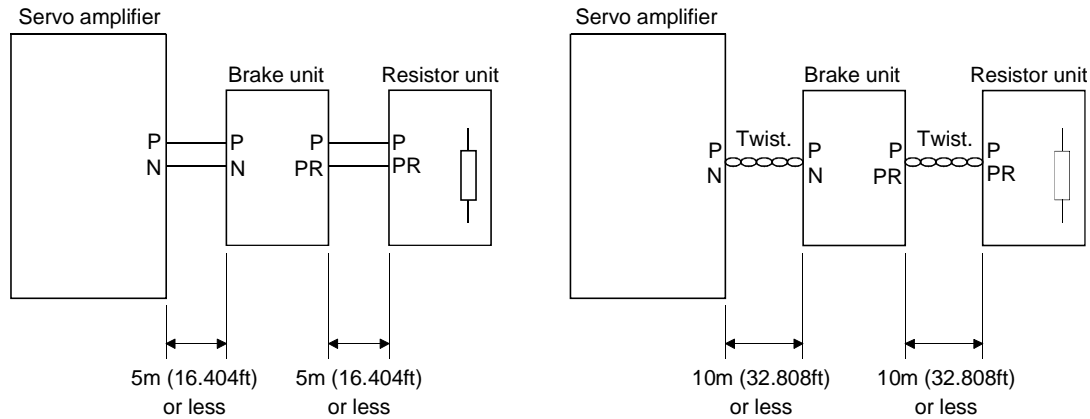 Servo amplifier
Brake unit
Resistor unit
P P P P
N N PR PR
5m (16.404ft)
or less
5m (16.404ft)
or less
Servo amplifier
Brake unit
Resistor unit
Twist. Twist.
P P P P
N N PR PR
10m (32.808ft)
or less
10m (32.808ft)
or less